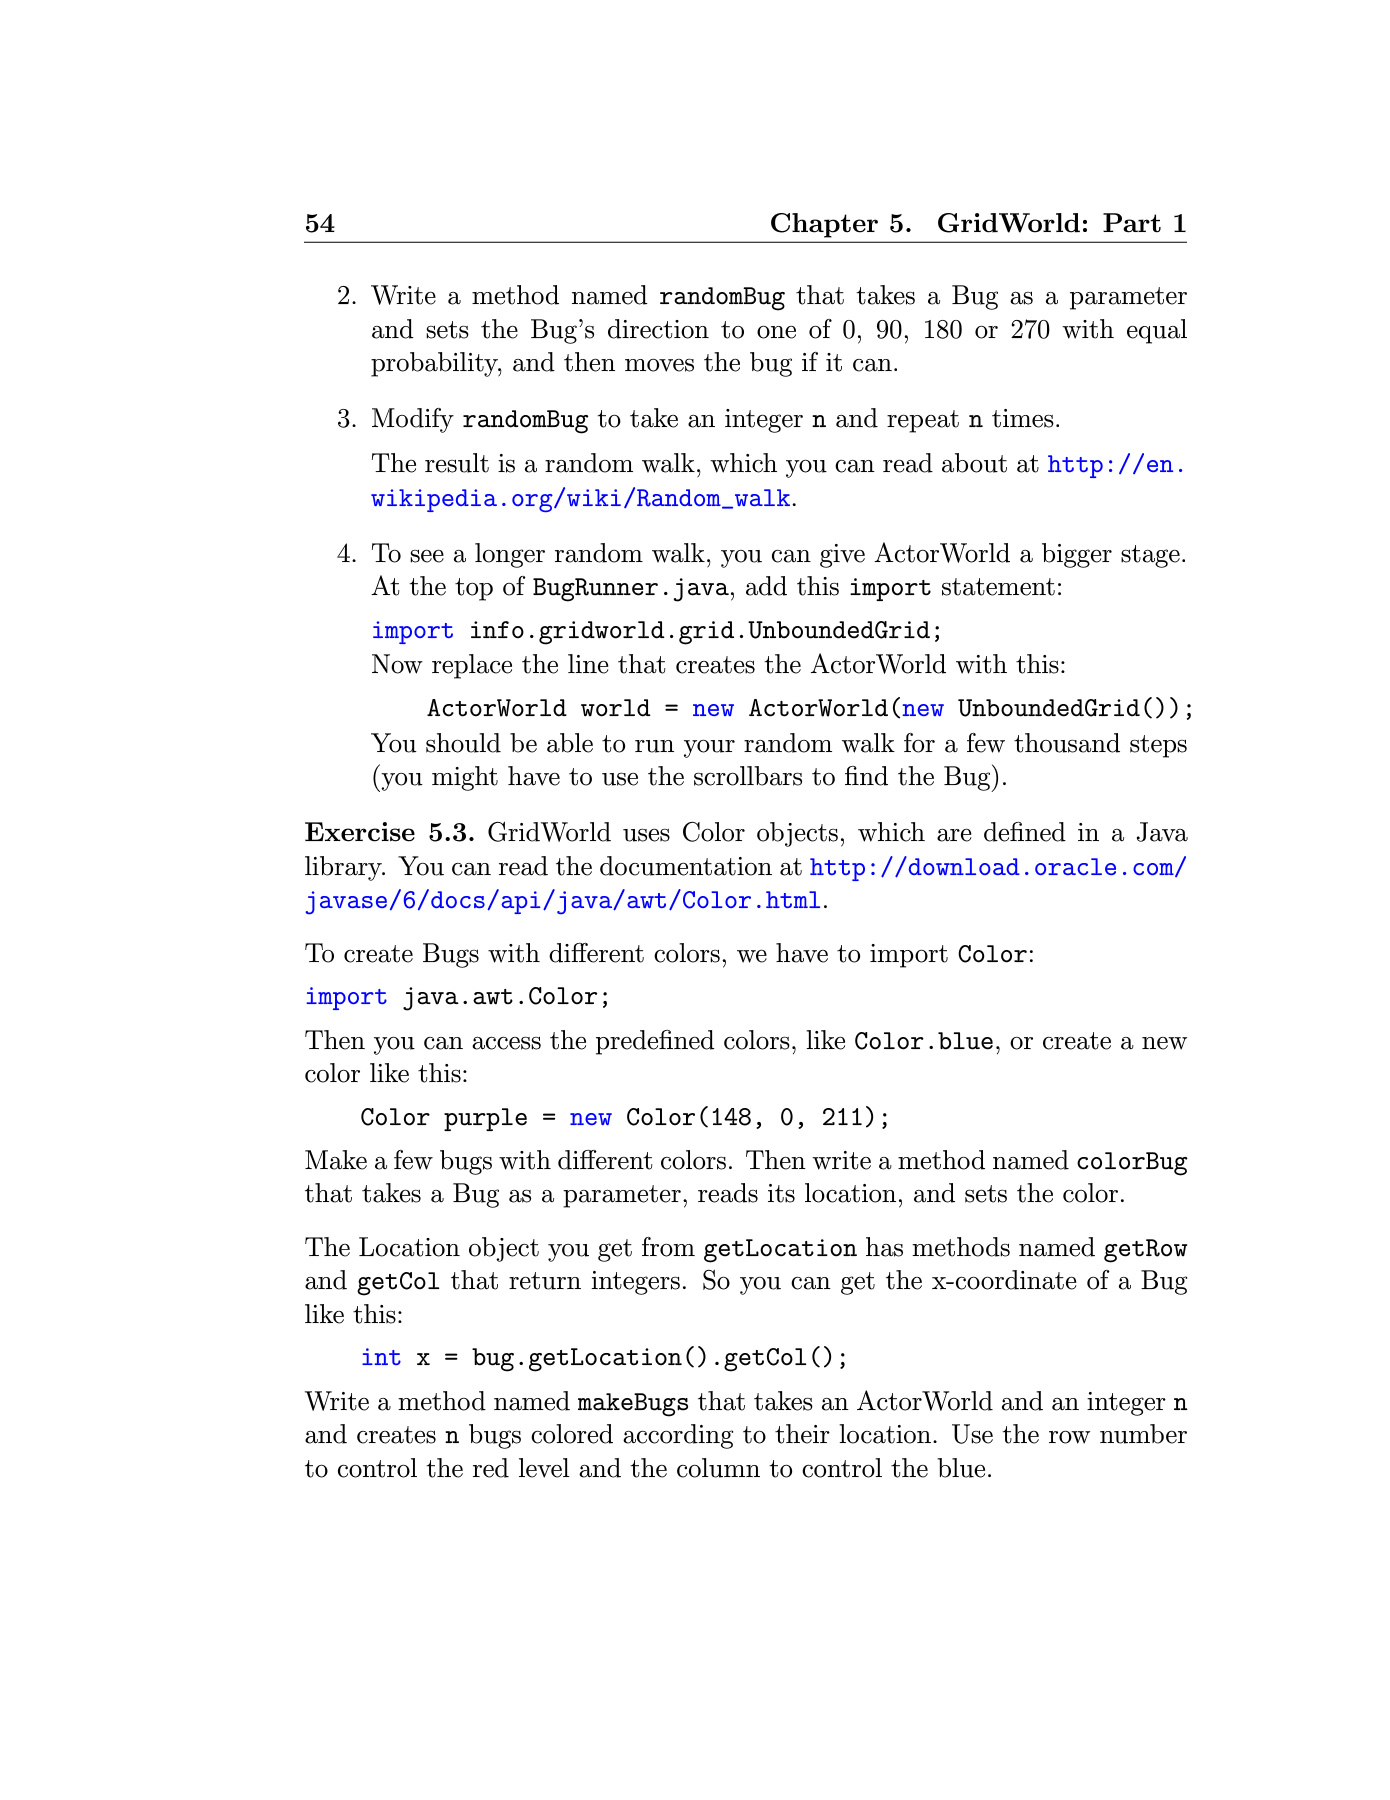 54 Chapter 5. GridWorld: Part 1
2. Write a method named randomBug that takes a Bug as a parameter
and sets the Bug's direction to one of 0, 90, 180 or 270 with equal
probability, and then moves the bug if it can.
3. Modify randomBug to take an integer n and repeat n times.
The result is a random walk, which you can read about at http://en.
wikipedia.org/wiki/Random_walk.
4. To see a longer random walk, you can give ActorWorld a bigger stage.
At the top of BugRunner.java, add this import statement:
import info.gridworld.grid.UnboundedGrid;
Now replace the line that creates the ActorWorld with this:
ActorWorld world = new ActorWorld(new UnboundedGrid());
You should be able to run your random walk for a few thousand steps
(you might have to use the scrollbars to find the Bug).
Exercise 5.3. GridWorld uses Color objects, which are defined in a Java
library. You can read the documentation at http://download.oracle.com/
javase/6/docs/api/java/awt/Color.html.
To create Bugs with different colors, we have to import Color:
import java.awt.Color;
Then you can access the predefined colors, like Color.blue, or create a new
color like this:
Color purple = new Color(148, 0, 211);
Make a few bugs with different colors. Then write a method named colorBug
that takes a Bug as a parameter, reads its location, and sets the color.
The Location object you get from getLocation has methods named getRow
and getCol that return integers. So you can get the x-coordinate of a Bug
like this:
int x = bug.getLocation().getCol();
Write a method named makeBugs that takes an ActorWorld and an integer n
and creates n bugs colored according to their location. Use the row number
to control the red level and the column to control the blue.